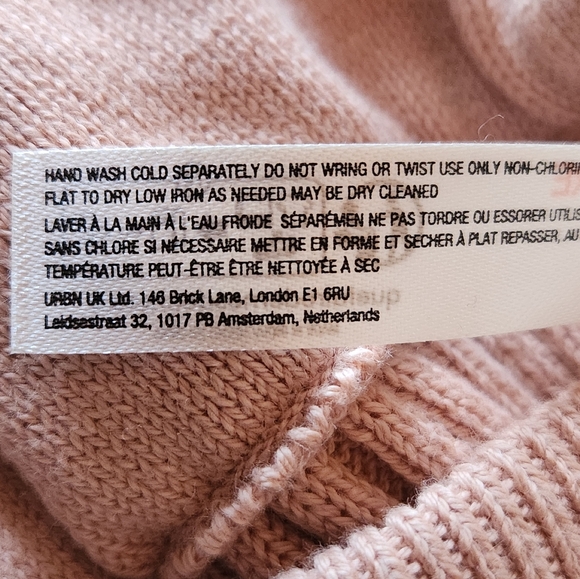 HAND WASH COLD SEPARATELY DO NOT WRING OR TWIST USE ONLY NON-CHLORI
FLAT TO DRY LOW IRON AS NEEDED MAY BE DRY CLEANED
LAVER À LA MAIN À L'EAU FROIDE SÉPARÉMEN NE PAS TORDRE OU ESSORER UTILIS
SANS CHLORE SI NÉCESSAIRE METTRE EN FORME ET SECHER À PLAT REPASSER, AU
TEMPÉRATURE PEUT-ÊTRE ÊTRE NETTOYÉE À SEC
URBN UK Ltd. 146 Brick Lane, London E1 6RU
Leidsestraat 32, 1017 PB Amsterdam, Netherlands